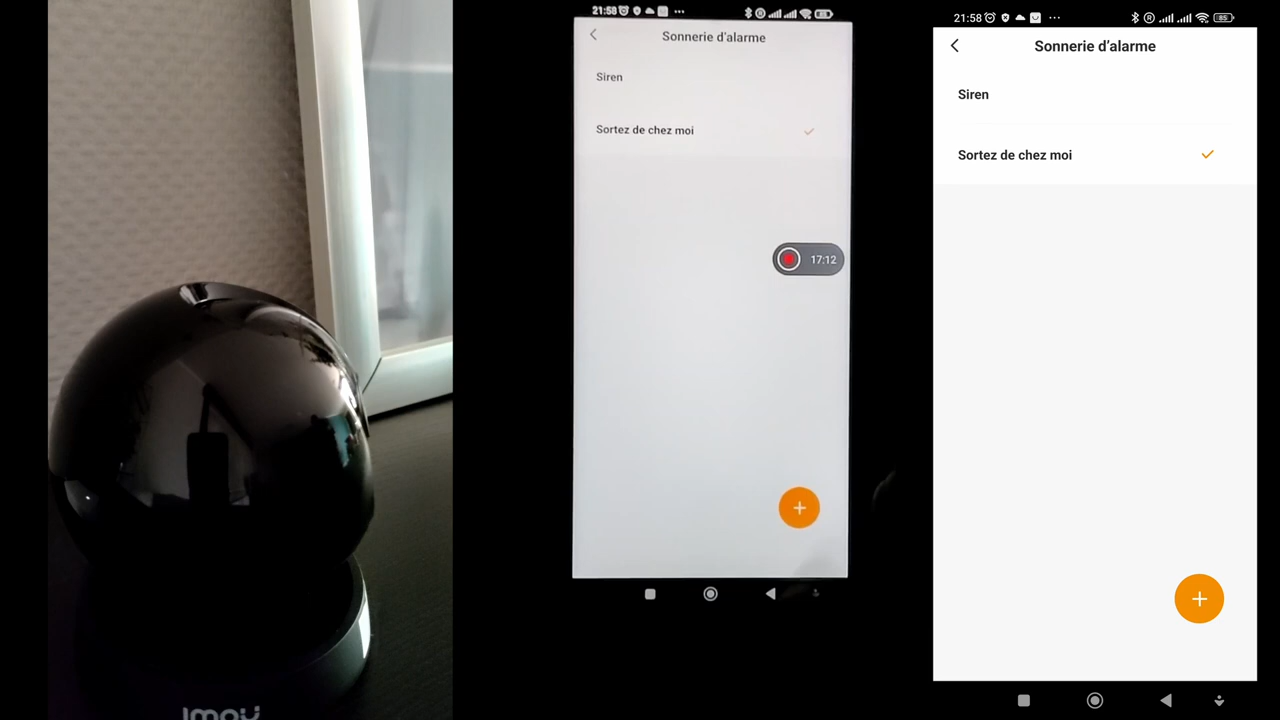 imou
21:58
Sonnerie d'alarme
Siren
Sortez de chez moi
17:12
21:58
85
Sonnerie d'alarme
Siren
Sortez de chez moi